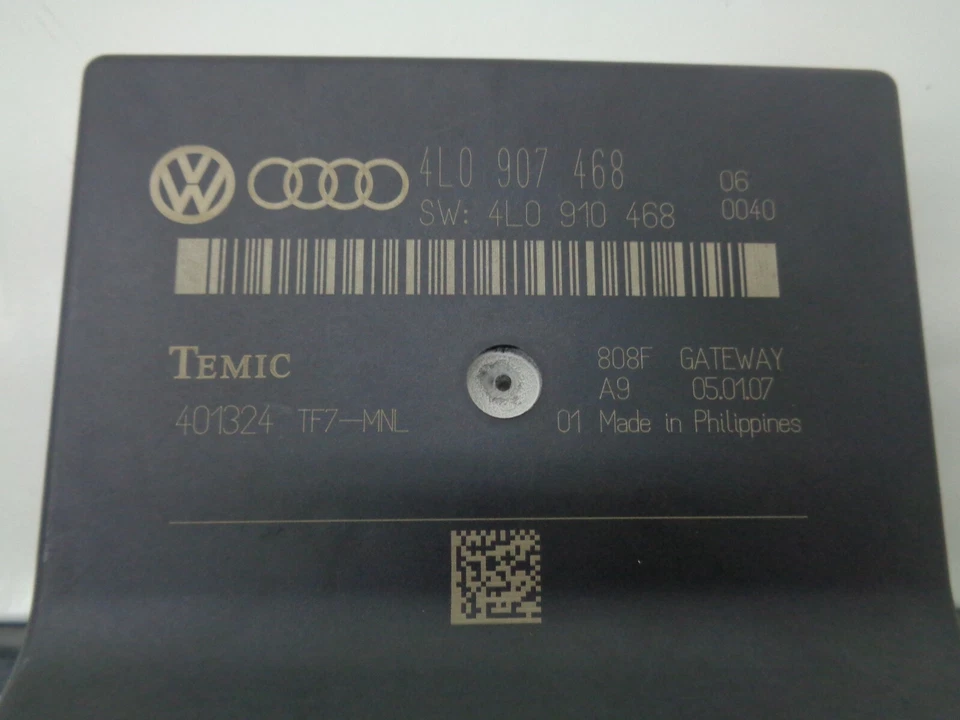 4L0 907 468 06
SW: 4L0 910 468 0040
TEMIC 808F GATEWAY
A9 05.01.07
401324 TF7-MNL 01 Made in Philippines